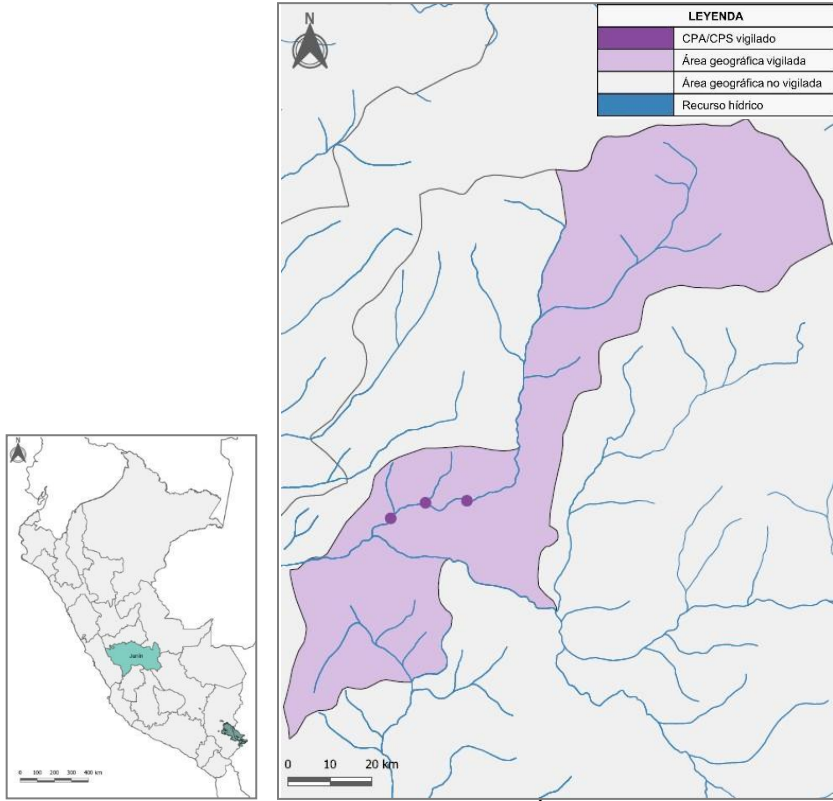 N
LEYENDA
CPA/CPS vigilado
Área geográfica vigilada
Área geográfica no vigilada
Recurso hídrico
0 10 20 km
N
Junín
0 100 200 300 400 km